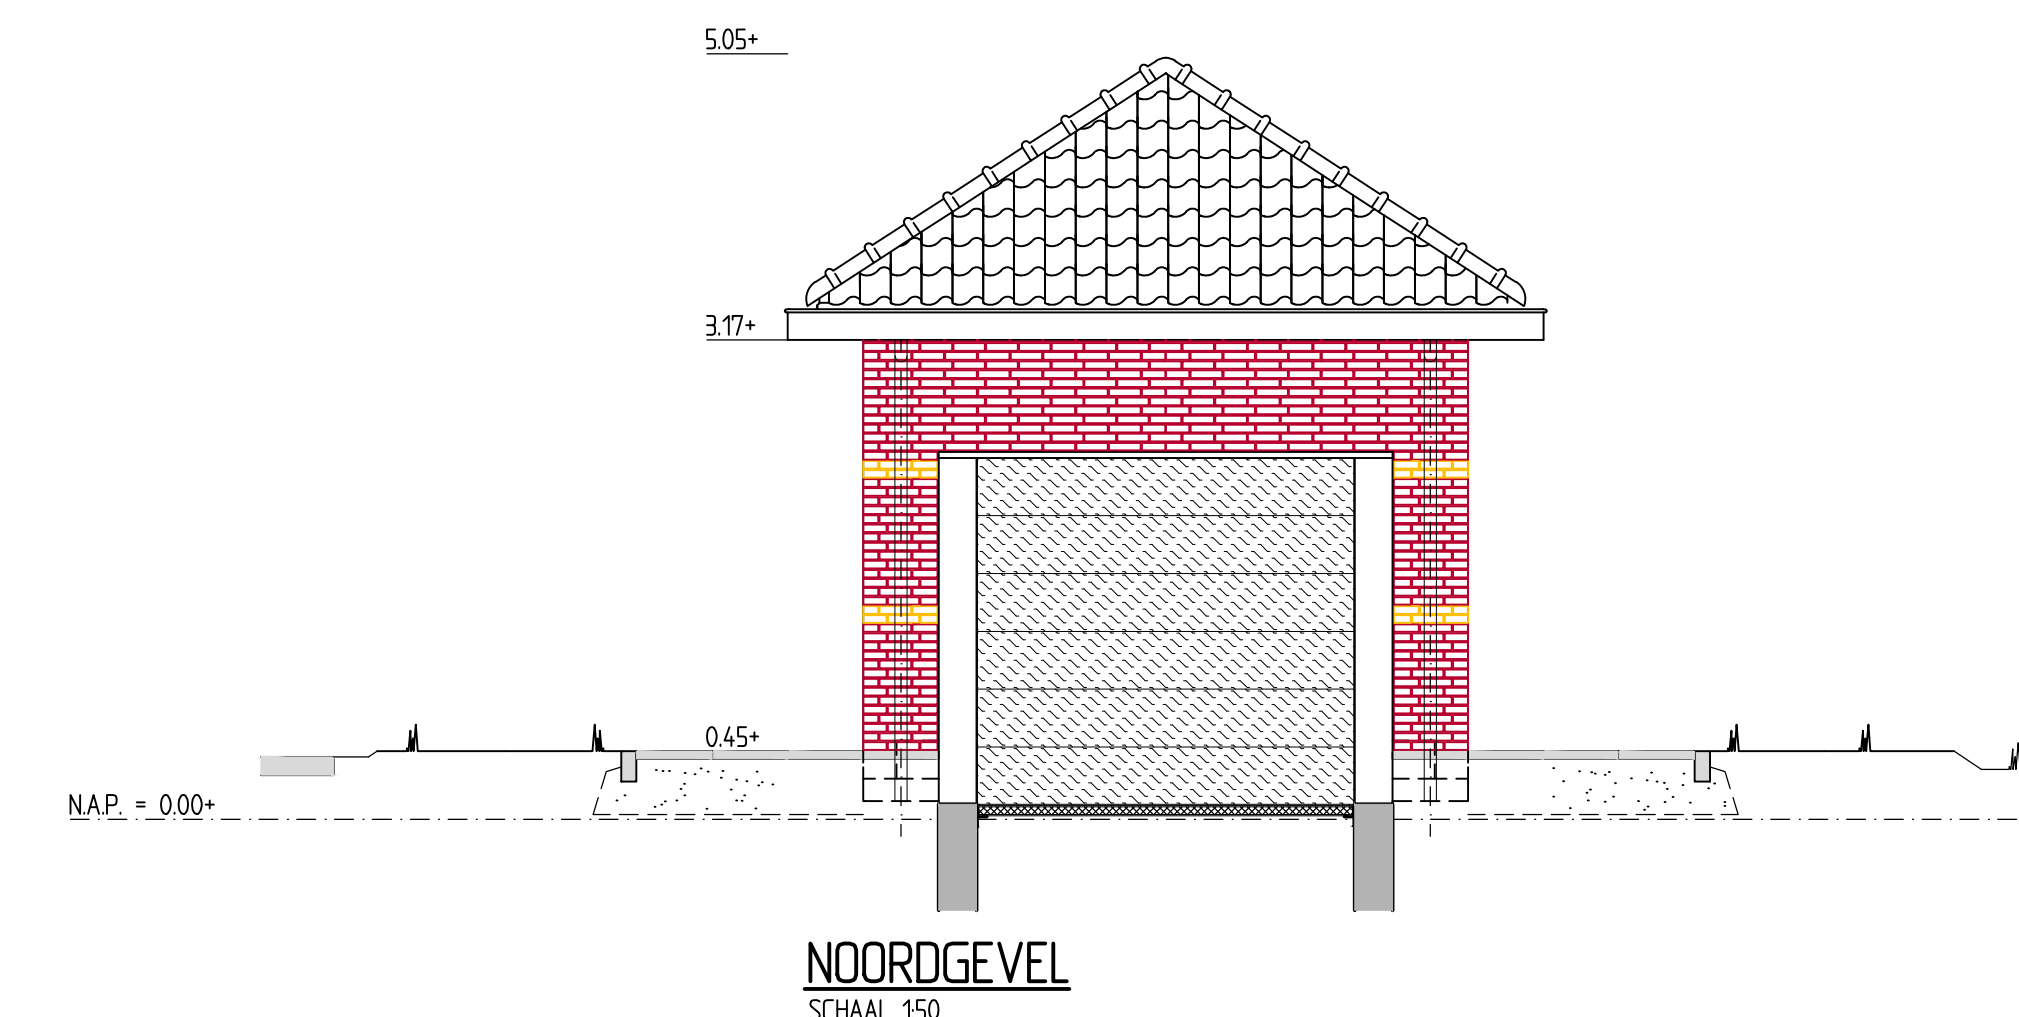 5.05+
3.17+
0.45+
N.A.P. = 0.00+
NOORDGEVEL
SCHAAL 1:50